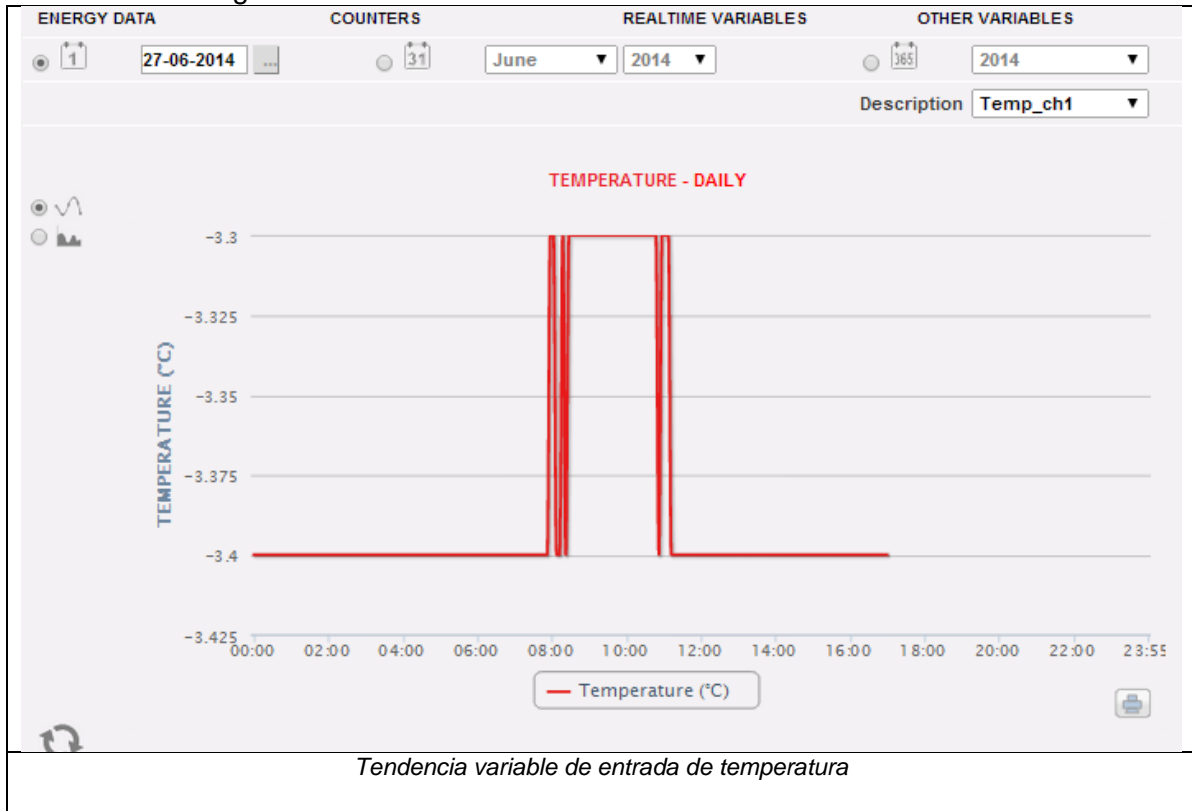 ENERGY DATA COUNTERS REALTIME VARIABLES OTHER VARIABLES
1 27-06-2014 ... 31 June 2014 365 2014
Description Temp_ch1
TEMPERATURE - DAILY
TEMPERATURE (°C)
-3.3
-3.325
-3.35
-3.375
-3.4
-3.425
00:00 02:00 04:00 06:00 08:00 10:00 12:00 14:00 16:00 18:00 20:00 22:00 23:55
Temperature (°C)
Tendencia variable de entrada de temperatura